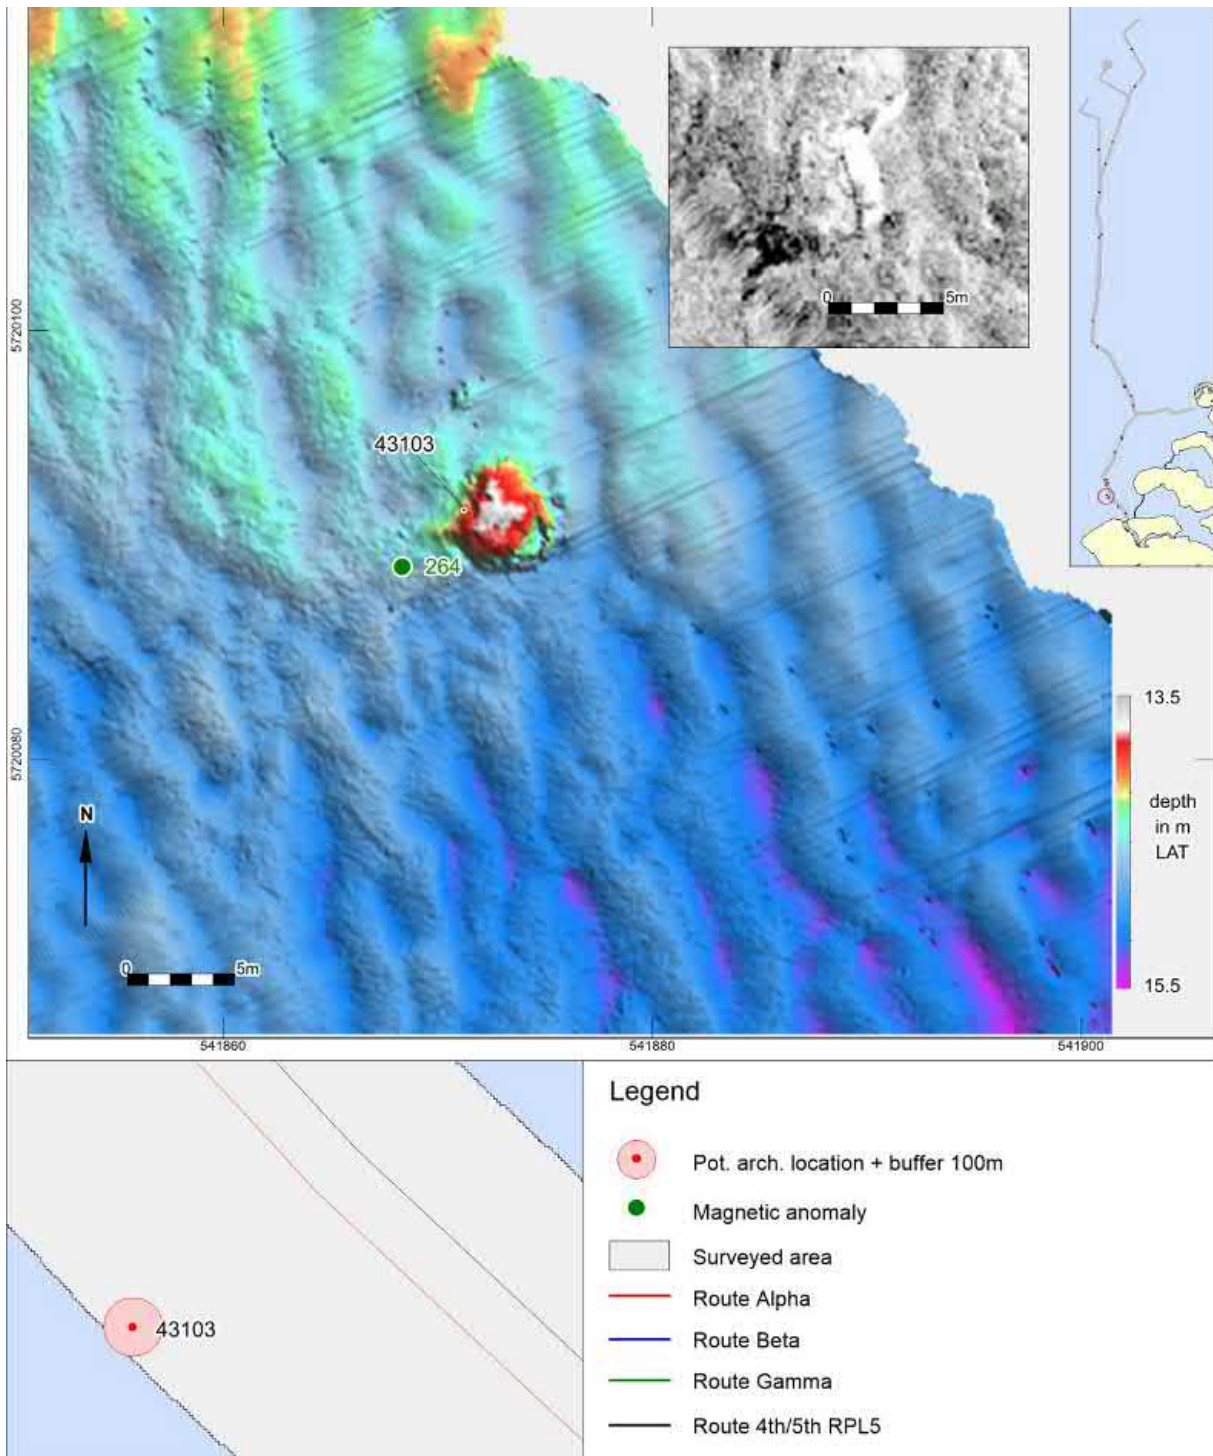 0 5m
5720100
43103
264
5720080
13.5
depth
in m
LAT
15.5
N
0 5m
541860
541880
541900
43103
Legend
Pot. arch. location + buffer 100m
Magnetic anomaly
Surveyed area
Route Alpha
Route Beta
Route Gamma
Route 4th/5th RPL5